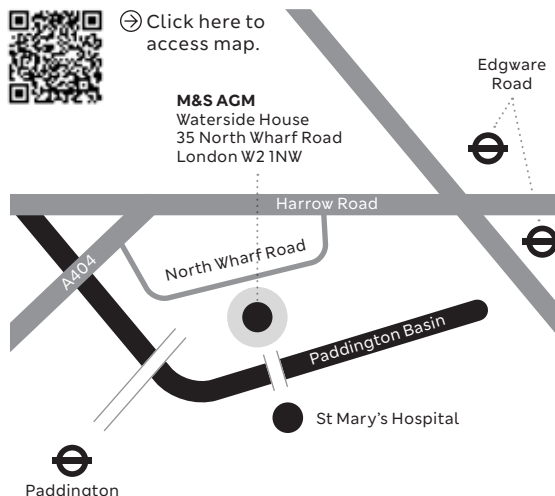 Click here to
access map.
Edgware
Road
M&S AGM
Waterside House
35 North Wharf Road
London W2 1NW
Harrow Road
North Wharf Road
A404
Paddington Basin
St Mary's Hospital
Paddington